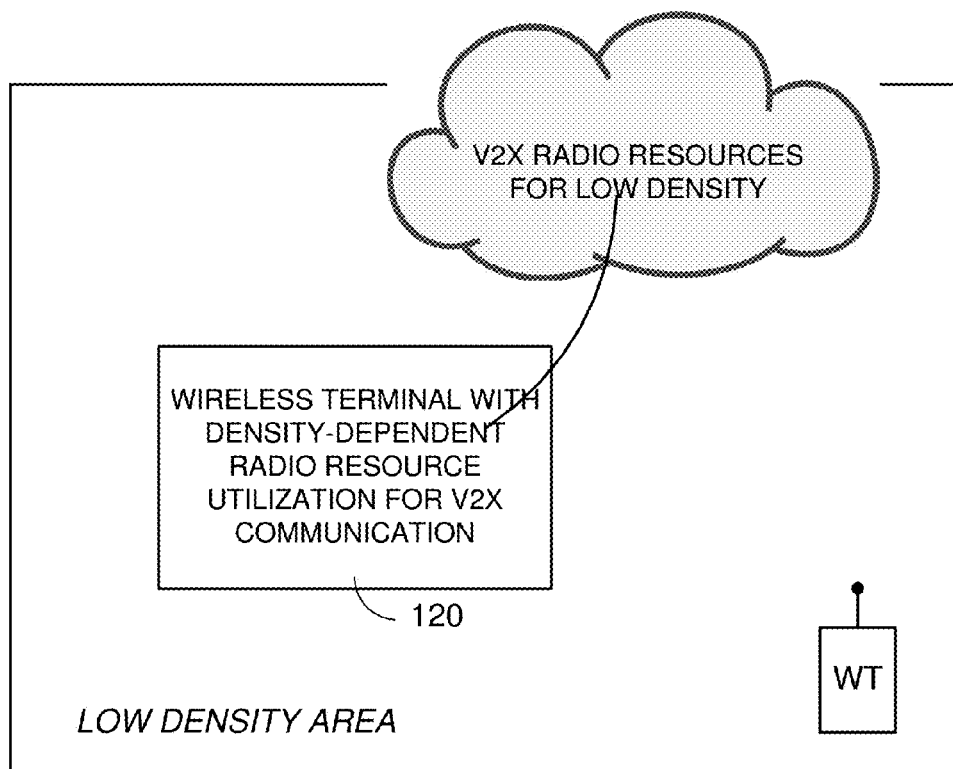 V2X RADIO RESOURCES
FOR LOW DENSITY
WIRELESS TERMINAL WITH
DENSITY-DEPENDENT
RADIO RESOURCE
UTILIZATION FOR V2X
COMMUNICATION
120
WT
LOW DENSITY AREA